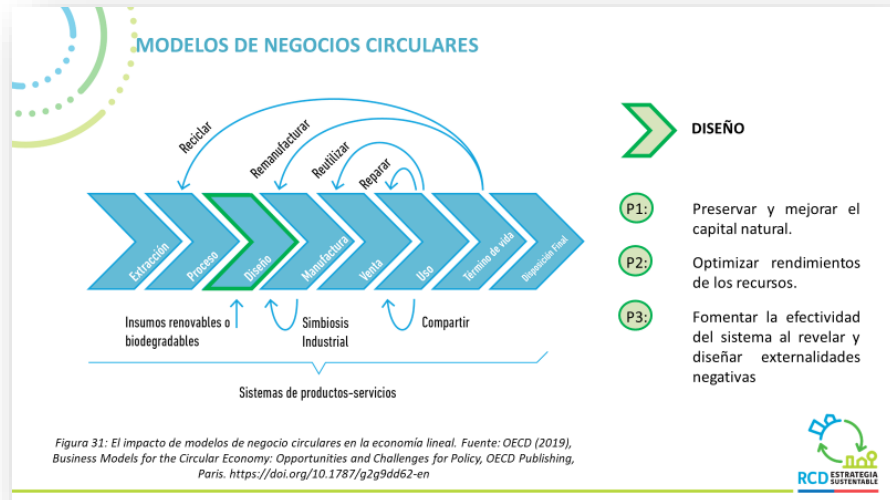 MODELOS DE NEGOCIOS CIRCULARES
Reciclar
Remanufacturar
Reutilizar
Reparar
Extracción
Proceso
Diseño
Manufactura
Venta
Uso
Término de vida
Disposición Final
Insumos renovables o
biodegradables
Simbiosis
Industrial
Compartir
Sistemas de productos-servicios
DISEÑO
P1:
Preservar y mejorar el
capital natural.
P2:
Optimizar rendimientos
de los recursos.
P3:
Fomentar la efectividad
del sistema al revelar y
diseñar externalidades
negativas
Figura 31: El impacto de modelos de negocio circulares en la economía lineal. Fuente: OECD (2019),
Business Models for the Circular Economy: Opportunities and Challenges for Policy, OECD Publishing,
Paris. https://doi.org/10.1787/g2g9dd62-en
RCD ESTRATEGIA
SUSTENTABLE